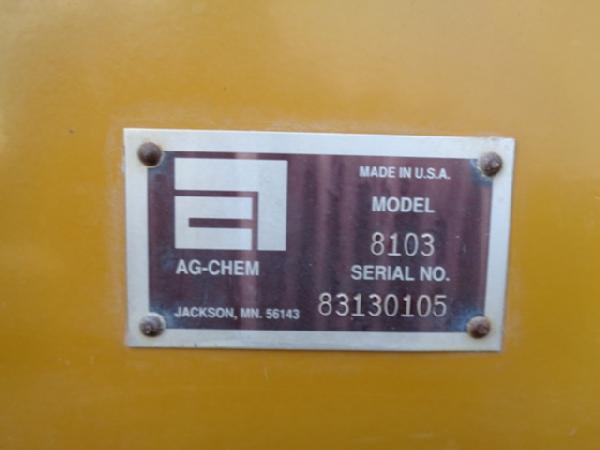 MADE IN U.S.A.
MODEL
8103
AG-CHEM
SERIAL NO.
JACKSON, MN. 56143
83130105